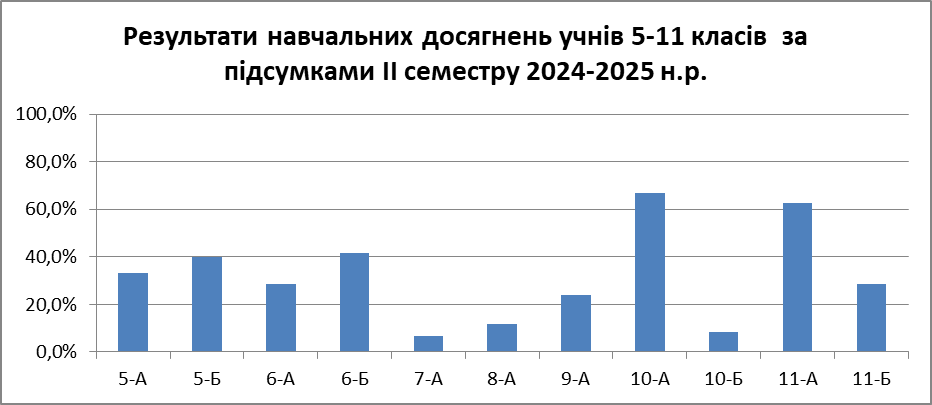 Результати навчальних досягнень учнів 5-11 класів за
підсумками ІІ семестру 2024-2025 н.р.
100,0%
80,0%
60,0%
40,0%
20,0%
0,0%
5-А 5-Б 6-А 6-Б 7-А 8-А 9-А 10-А 10-Б 11-А 11-Б